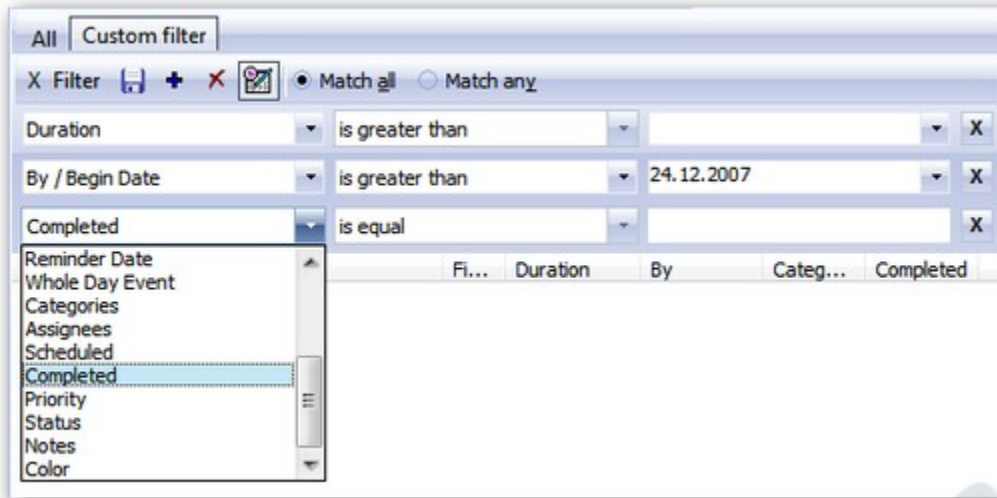 All Custom filter
X Filter Match all Match any
Duration is greater than X
By / Begin Date is greater than 24.12.2007 X
Completed is equal X
Fi... Duration By Categ... Completed
Reminder Date
Whole Day Event
Categories
Assignees
Scheduled
Completed
Priority
Status
Notes
Color